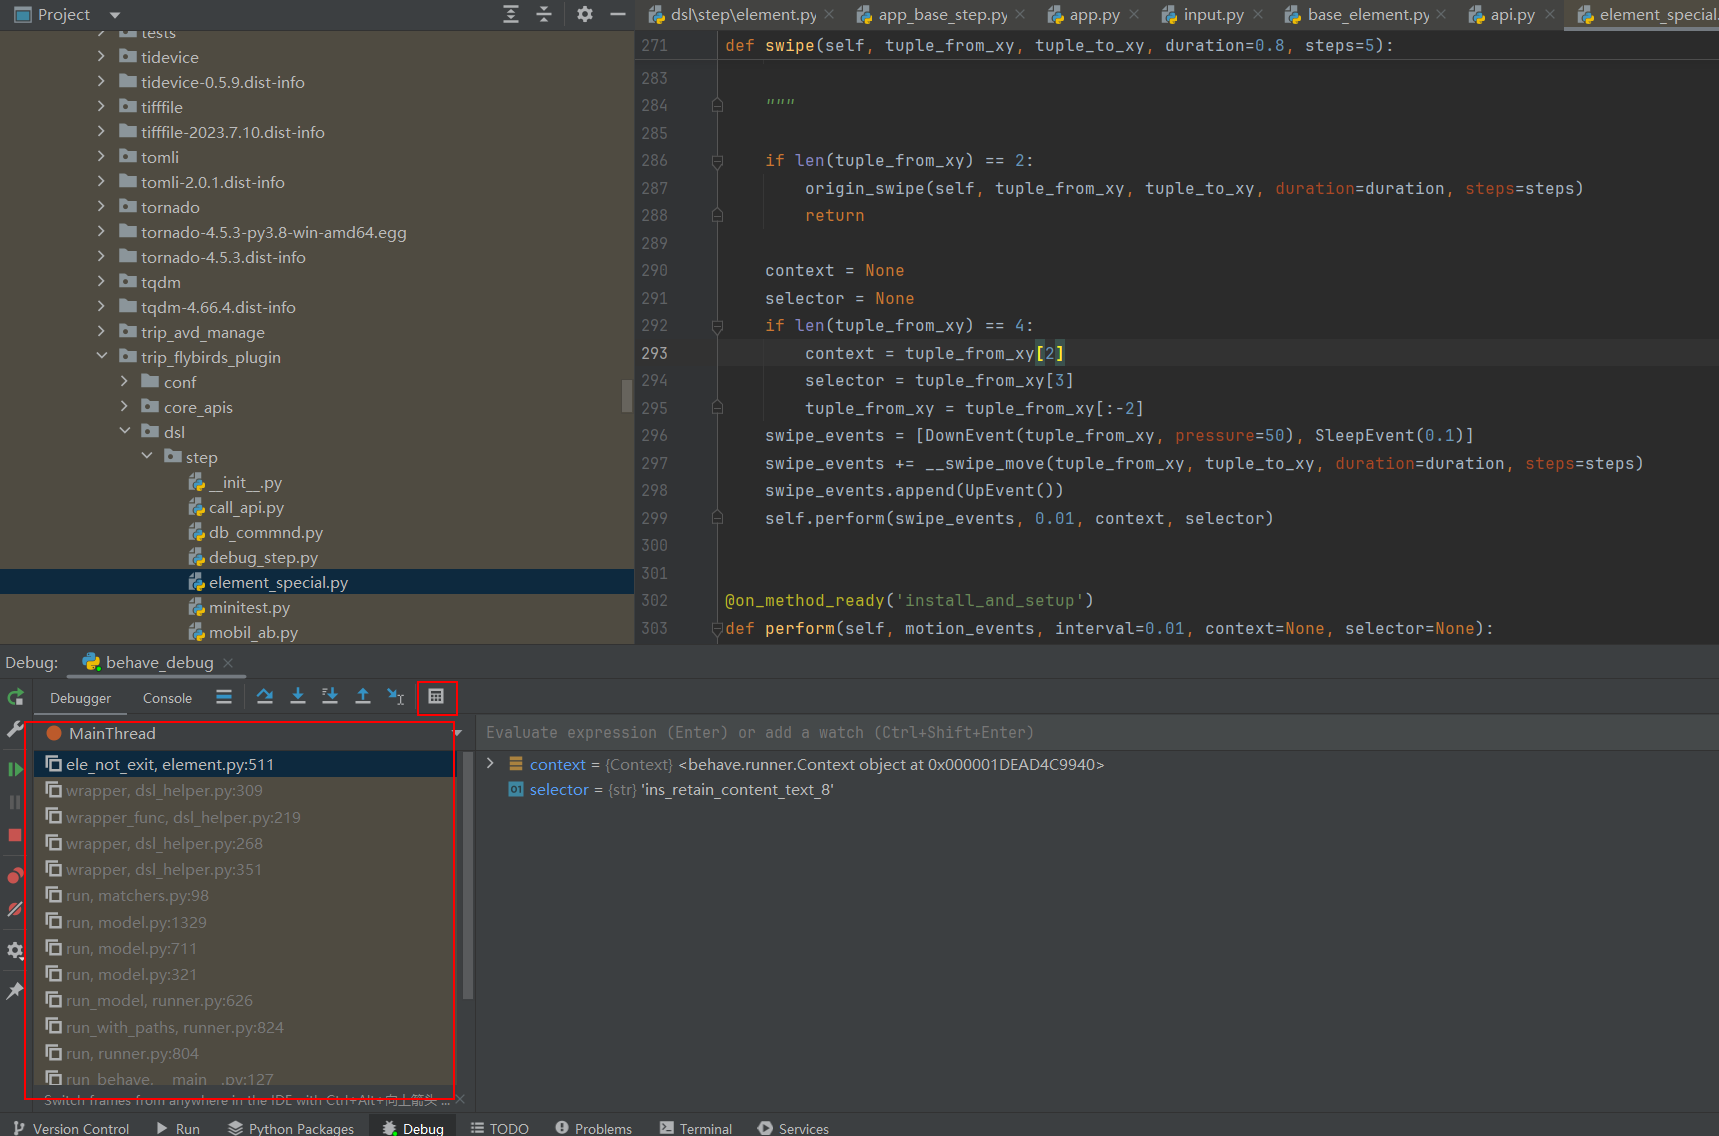 Project
dsl\step\element.py
app_base_step.py
app.py
input.py
base_element.py
api.py
element_special.
tests
tidevice
tidevice-0.5.9.dist-info
tifffile
tifffile-2023.7.10.dist-info
tomli
tomli-2.0.1.dist-info
tornado
tornado-4.5.3-py3.8-win-amd64.egg
tornado-4.5.3.dist-info
tqdm
tqdm-4.66.4.dist-info
trip_avd_manage
trip_flybirds_plugin
conf
core_apis
dsl
step
__init__.py
call_api.py
db_commnd.py
debug_step.py
element_special.py
minitest.py
mobil_ab.py
271 def swipe(self, tuple_from_xy, tuple_to_xy, duration=0.8, steps=5):
283
284 """
285
286 if len(tuple_from_xy) == 2:
287 origin_swipe(self, tuple_from_xy, tuple_to_xy, duration=duration, steps=steps)
288 return
289
290 context = None
291 selector = None
292 if len(tuple_from_xy) == 4:
293 context = tuple_from_xy[2]
294 selector = tuple_from_xy[3]
295 tuple_from_xy = tuple_from_xy[:-2]
296 swipe_events = [DownEvent(tuple_from_xy, pressure=50), SleepEvent(0.1)]
297 swipe_events += __swipe_move(tuple_from_xy, tuple_to_xy, duration=duration, steps=steps)
298 swipe_events.append(UpEvent())
299 self.perform(swipe_events, 0.01, context, selector)
300
301
302 @on_method_ready('install_and_setup')
303 def perform(self, motion_events, interval=0.01, context=None, selector=None):
Debug: behave_debug
Debugger Console
MainThread
ele_not_exit, element.py:511
wrapper, dsl_helper.py:309
wrapper_func, dsl_helper.py:219
wrapper, dsl_helper.py:268
wrapper, dsl_helper.py:351
run, matchers.py:98
run, model.py:1329
run, model.py:711
run, model.py:321
run_model, runner.py:626
run_with_paths, runner.py:824
run, runner.py:804
run_behave, __main__.py:127
Switch frames from anywhere in the IDE with Ctrl+Alt+向上箭头 ...
Evaluate expression (Enter) or add a watch (Ctrl+Shift+Enter)
context = {Context} <behave.runner.Context object at 0x000001DEAD4C9940>
01 selector = {str} 'ins_retain_content_text_8'
Version Control Run Python Packages Debug TODO Problems Terminal Services